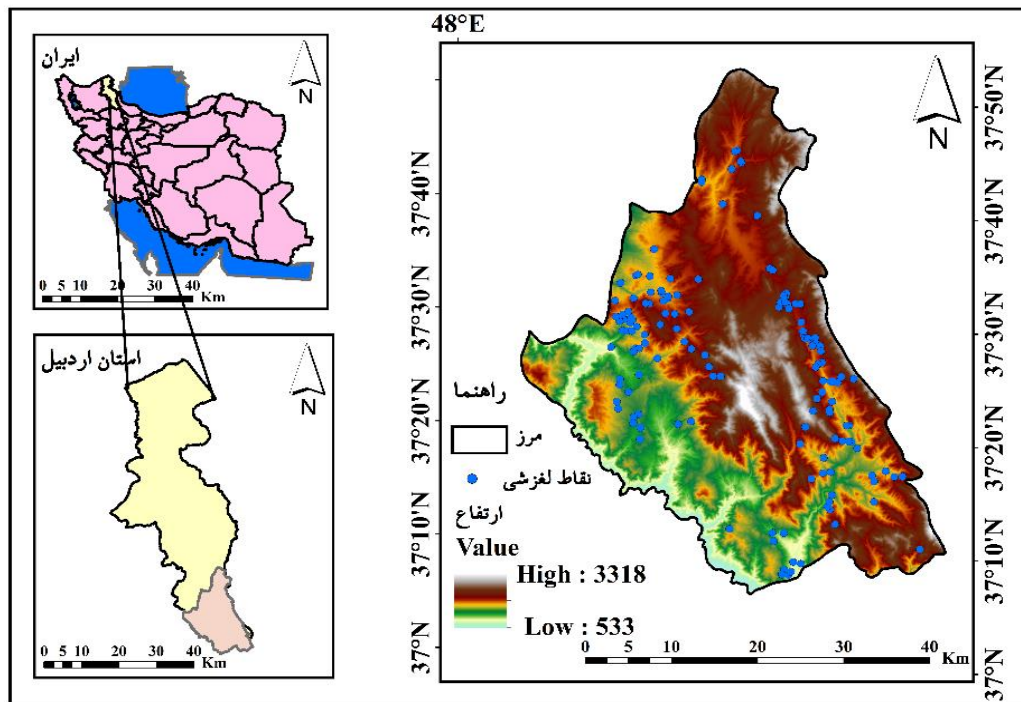 48°E
ایران
N
0 5 10 20 30 40
Km
استان اردبیل
N
0 5 10 20 30 40
Km
N
37°40'N
37°30'N
37°20'N
37°10'N
37°N
37°50'N
37°40'N
37°30'N
37°20'N
37°10'N
37°N
راهنما
مرز
نقاط لغزشی
ارتفاع
Value
High : 3318
Low : 533
0 5 10 20 30 40
Km